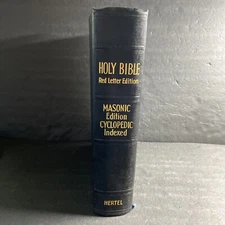 HOLY BIBLE
Red Letter Edition
MASONIC
Edition
CYCLOPEDIC
Indexed
HERTEL